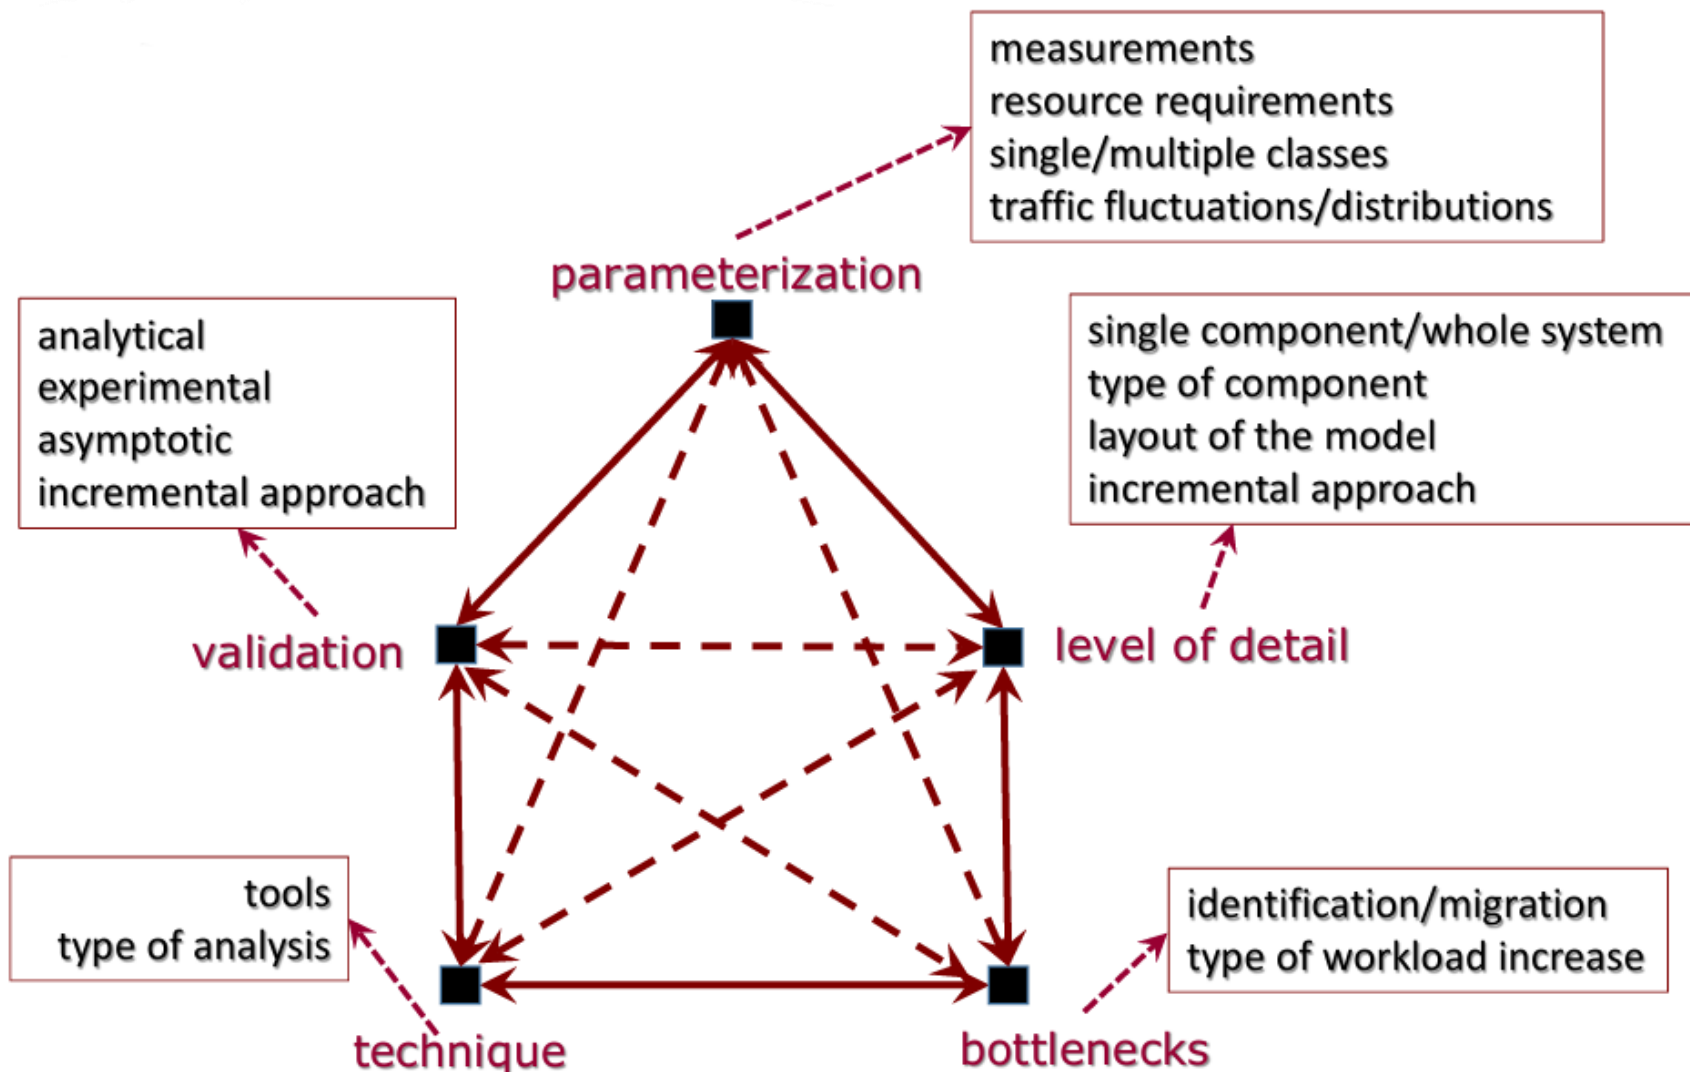 measurements
resource requirements
single/multiple classes
traffic fluctuations/distributions
parameterization
analytical
experimental
asymptotic
incremental approach
single component/whole system
type of component
layout of the model
incremental approach
validation
level of detail
tools
type of analysis
identification/migration
type of workload increase
technique
bottlenecks